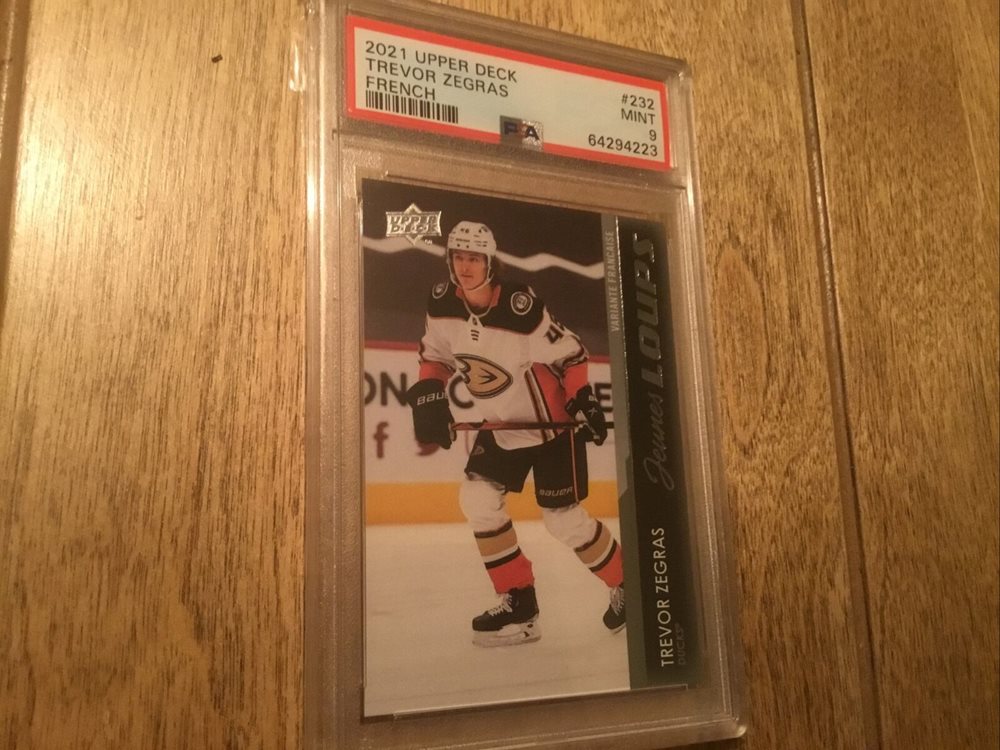 2021 UPPER DECK
TREVOR ZEGRAS
FRENCH
#232
MINT
9
64294223
PSA
UPPER
DECK
46
BAUER
VARIANTE FRANÇAISE
Jeunes LOUPS
TREVOR ZEGRAS
DUCKS